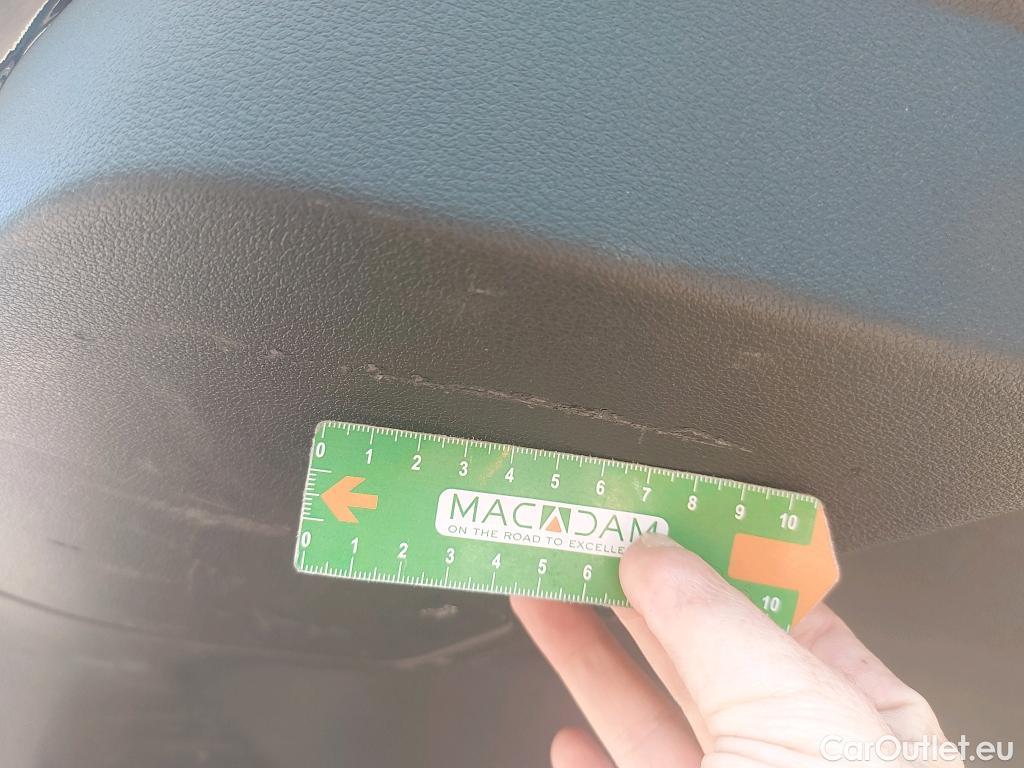 0 1 2 3 4 5 6 7 8 9 10
MACADAM
ON THE ROAD TO EXCELLE
0 1 2 3 4 5 6 10
CarOutlet.eu